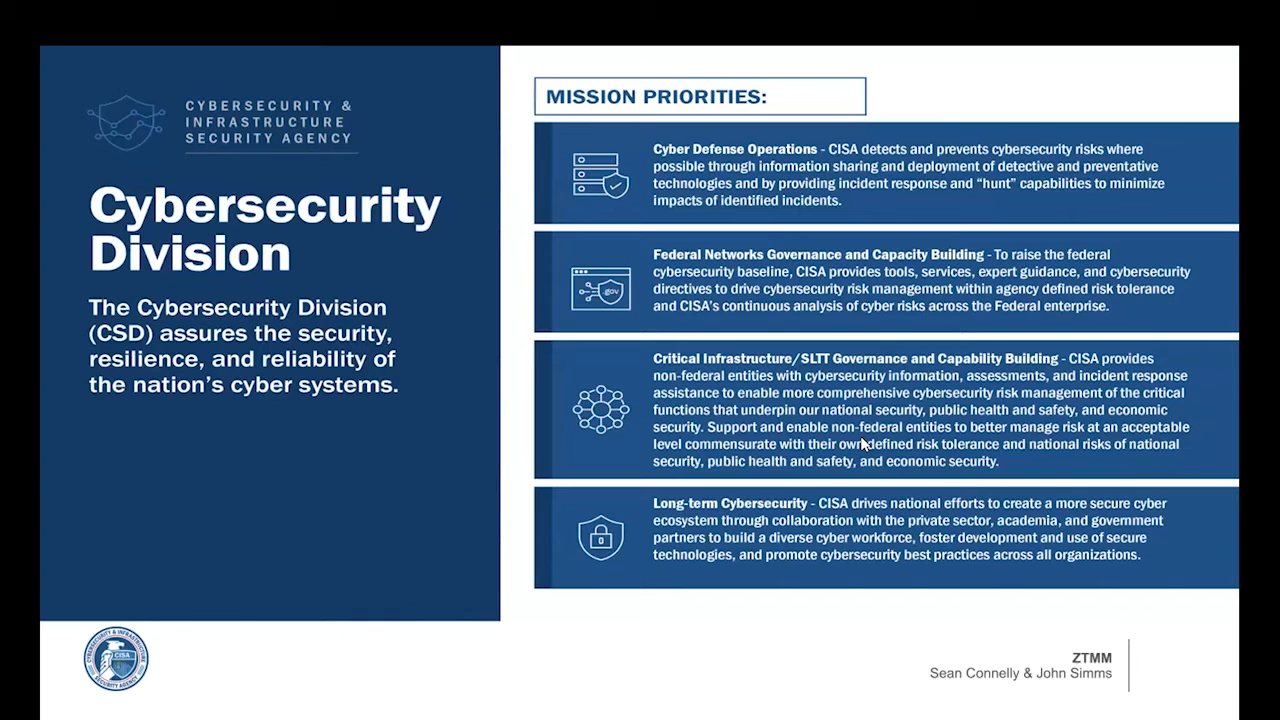 CYBERSECURITY &
INFRASTRUCTURE
SECURITY AGENCY
Cybersecurity
Division
The Cybersecurity Division
(CSD) assures the security,
resilience, and reliability of
the nation's cyber systems.
MISSION PRIORITIES:
Cyber Defense Operations - CISA detects and prevents cybersecurity risks where
possible through information sharing and deployment of detective and preventative
technologies and by providing incident response and “hunt” capabilities to minimize
impacts of identified incidents.
.gov
Federal Networks Governance and Capacity Building - To raise the federal
cybersecurity baseline, CISA provides tools, services, expert guidance, and cybersecurity
directives to drive cybersecurity risk management within agency defined risk tolerance
and CISA's continuous analysis of cyber risks across the Federal enterprise.
Critical Infrastructure/SLTT Governance and Capability Building - CISA provides
non-federal entities with cybersecurity information, assessments, and incident response
assistance to enable more comprehensive cybersecurity risk management of the critical
functions that underpin our national security, public health and safety, and economic
security. Support and enable non-federal entities to better manage risk at an acceptable
level commensurate with their own defined risk tolerance and national risks of national
security, public health and safety, and economic security.
Long-term Cybersecurity - CISA drives national efforts to create a more secure cyber
ecosystem through collaboration with the private sector, academia, and government
partners to build a diverse cyber workforce, foster development and use of secure
technologies, and promote cybersecurity best practices across all organizations.
CYBERSECURITY & INFRASTRUCTURE
CISA
SECURITY AGENCY
ZTMM
Sean Connelly & John Simms